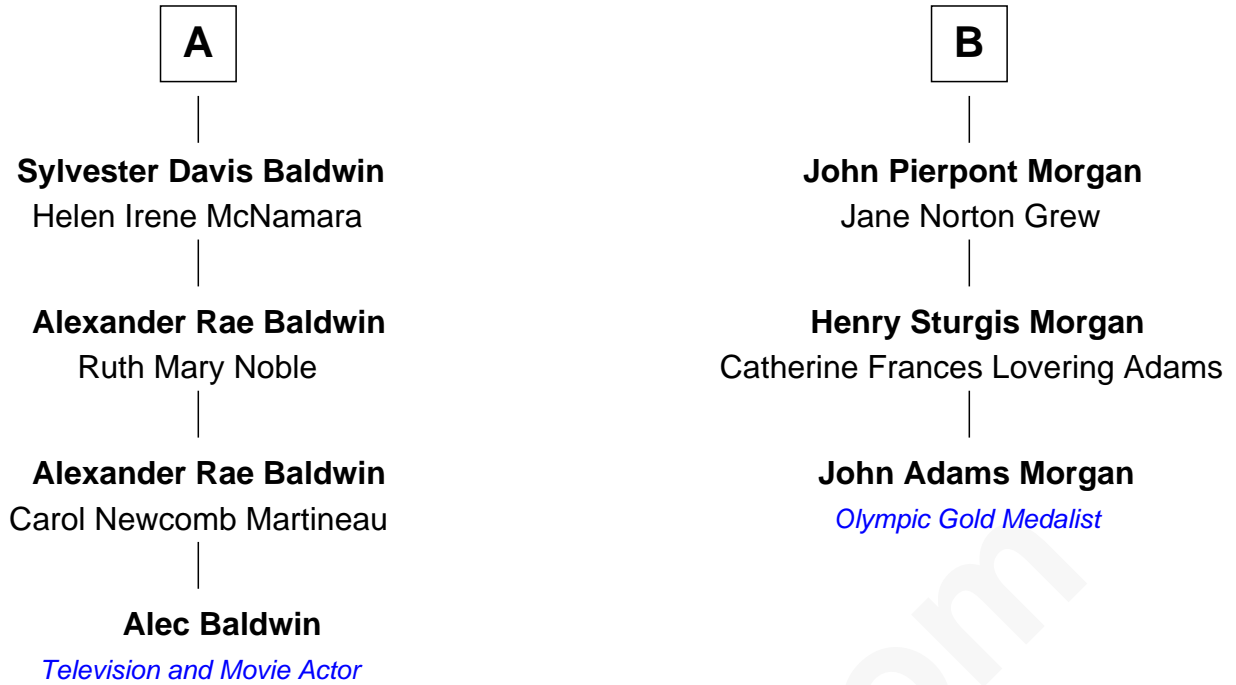 A
Sylvester Davis Baldwin
Helen Irene McNamara
Alexander Rae Baldwin
Ruth Mary Noble
Alexander Rae Baldwin
Carol Newcomb Martineau
Alec Baldwin
Television and Movie Actor
B
John Pierpont Morgan
Jane Norton Grew
Henry Sturgis Morgan
Catherine Frances Lovering Adams
John Adams Morgan
Olympic Gold Medalist
om